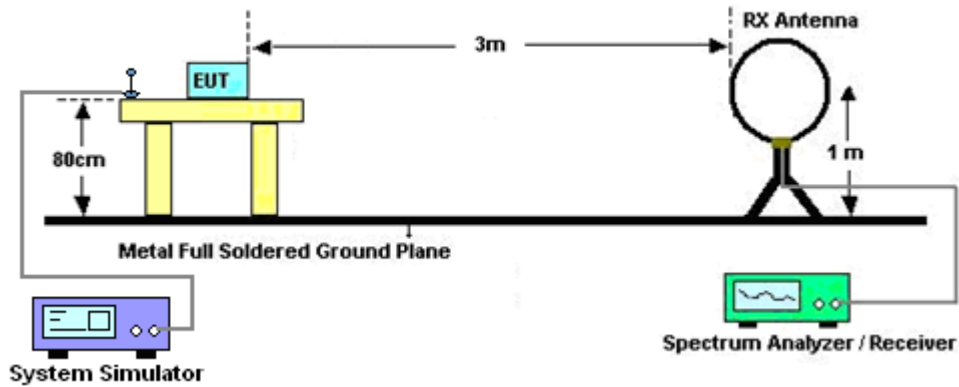 RX Antenna
3m
EUT
80cm
1 m
Metal Full Soldered Ground Plane
Spectrum Analyzer / Receiver
System Simulator